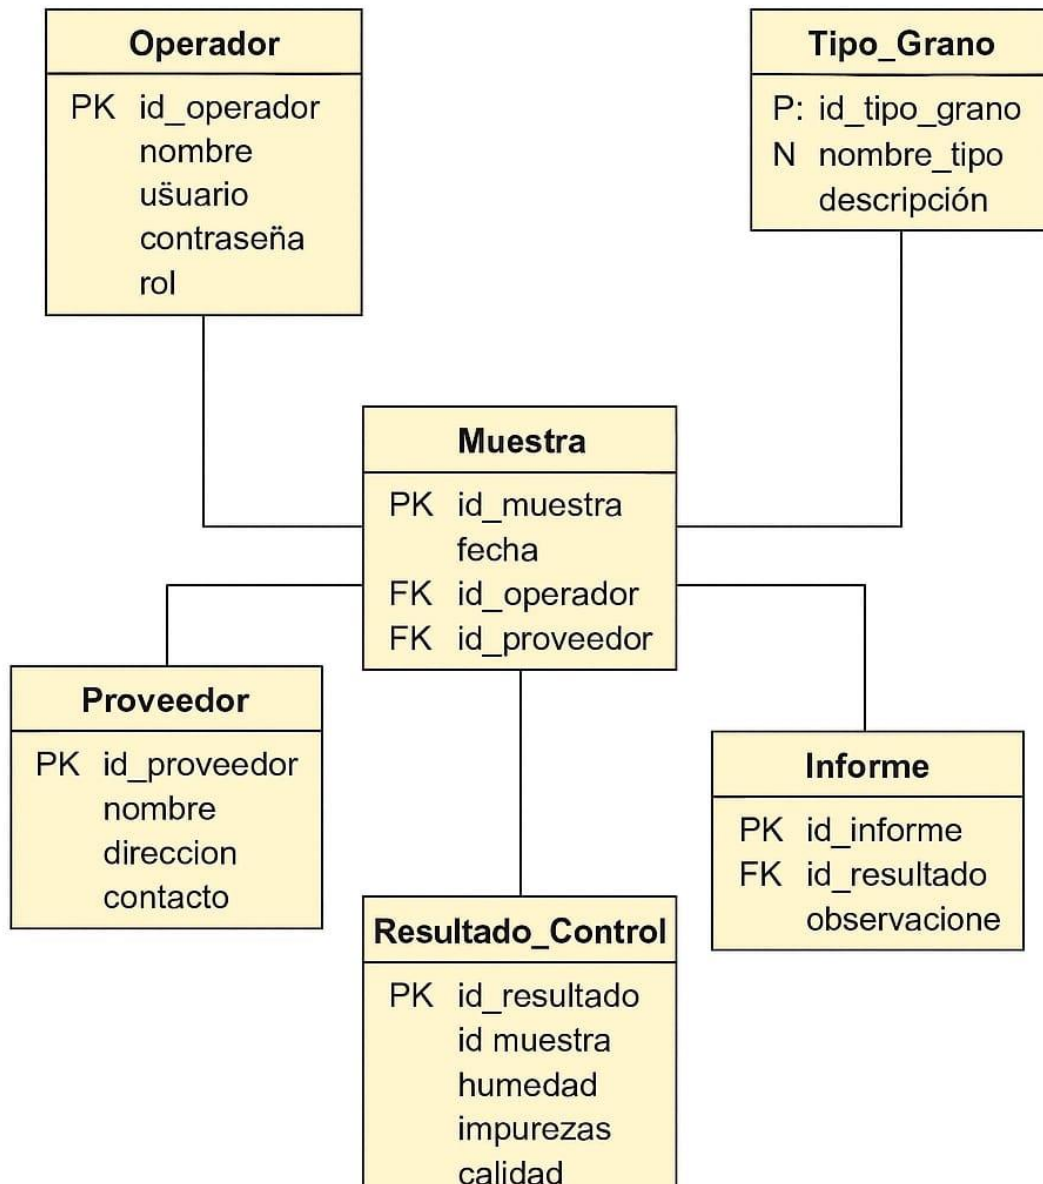 Operador
PK id_operador
nombre
us̈uario
contraseña
rol
Tipo_Grano
P: id_tipo_grano
N nombre_tipo
descripción
Muestra
PK id_muestra
fecha
FK id_operador
FK id_proveedor
Proveedor
PK id_proveedor
nombre
direccion
contacto
Informe
PK id_informe
FK id_resultado
observacione
Resultado_Control
PK id_resultado
id muestra
humedad
impurezas
calidad